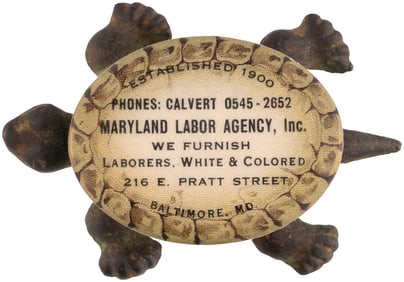 ESTABLISHED 1900
PHONES: CALVERT 0545-2652
MARYLAND LABOR AGENCY, Inc.
WE FURNISH
LABORERS, WHITE & COLORED
216 E. PRATT STREET
BALTIMORE, MD.